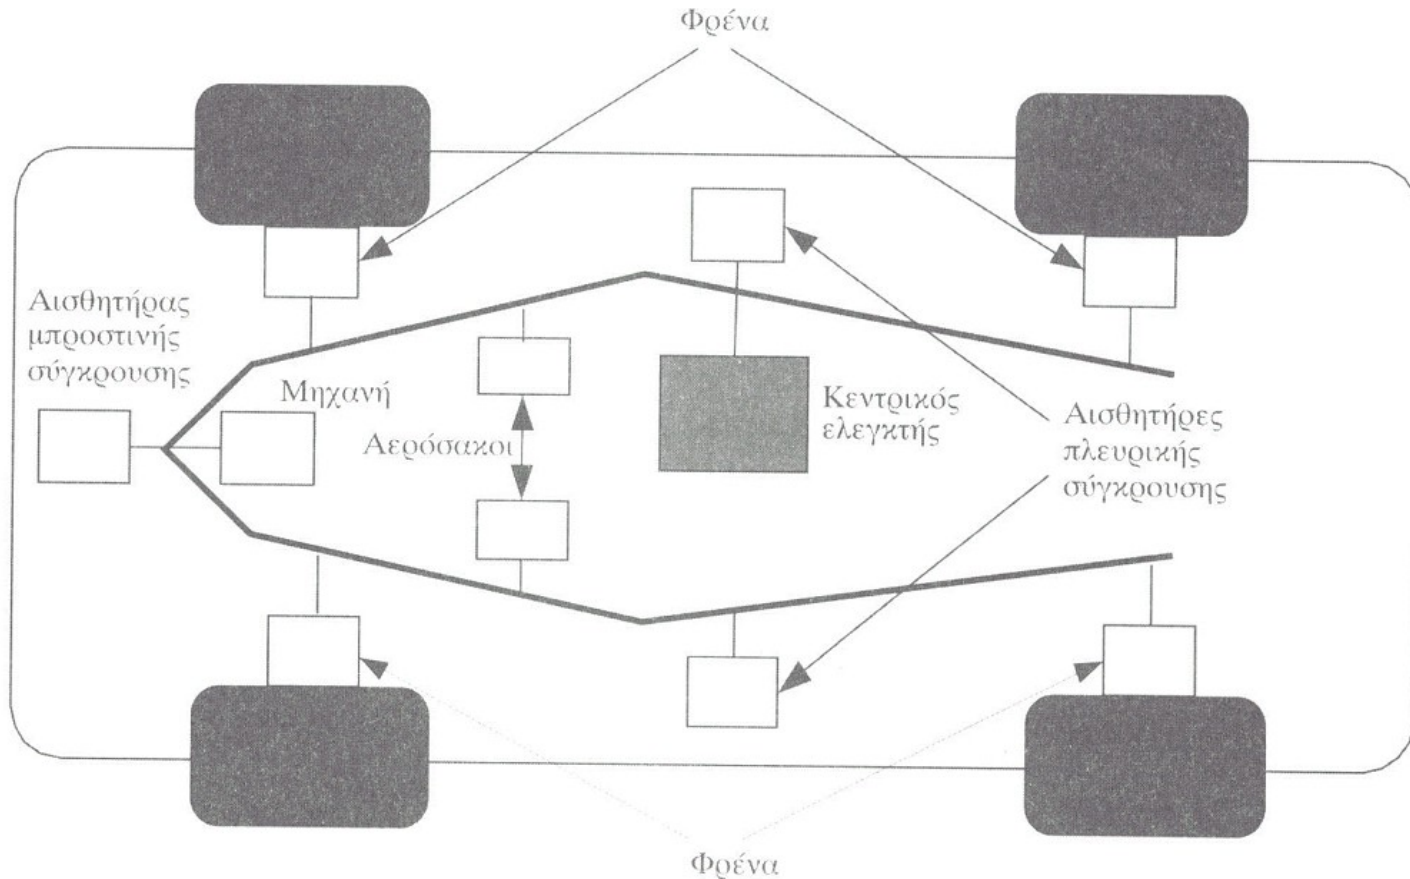 Φρένα
Αισθητήρας
μπροστινής
σύγκρουσης
Μηχανή
Αερόσακοι
Κεντρικός
ελεγκτής
Αισθητήρες
πλευρικής
σύγκρουσης
Φρένα